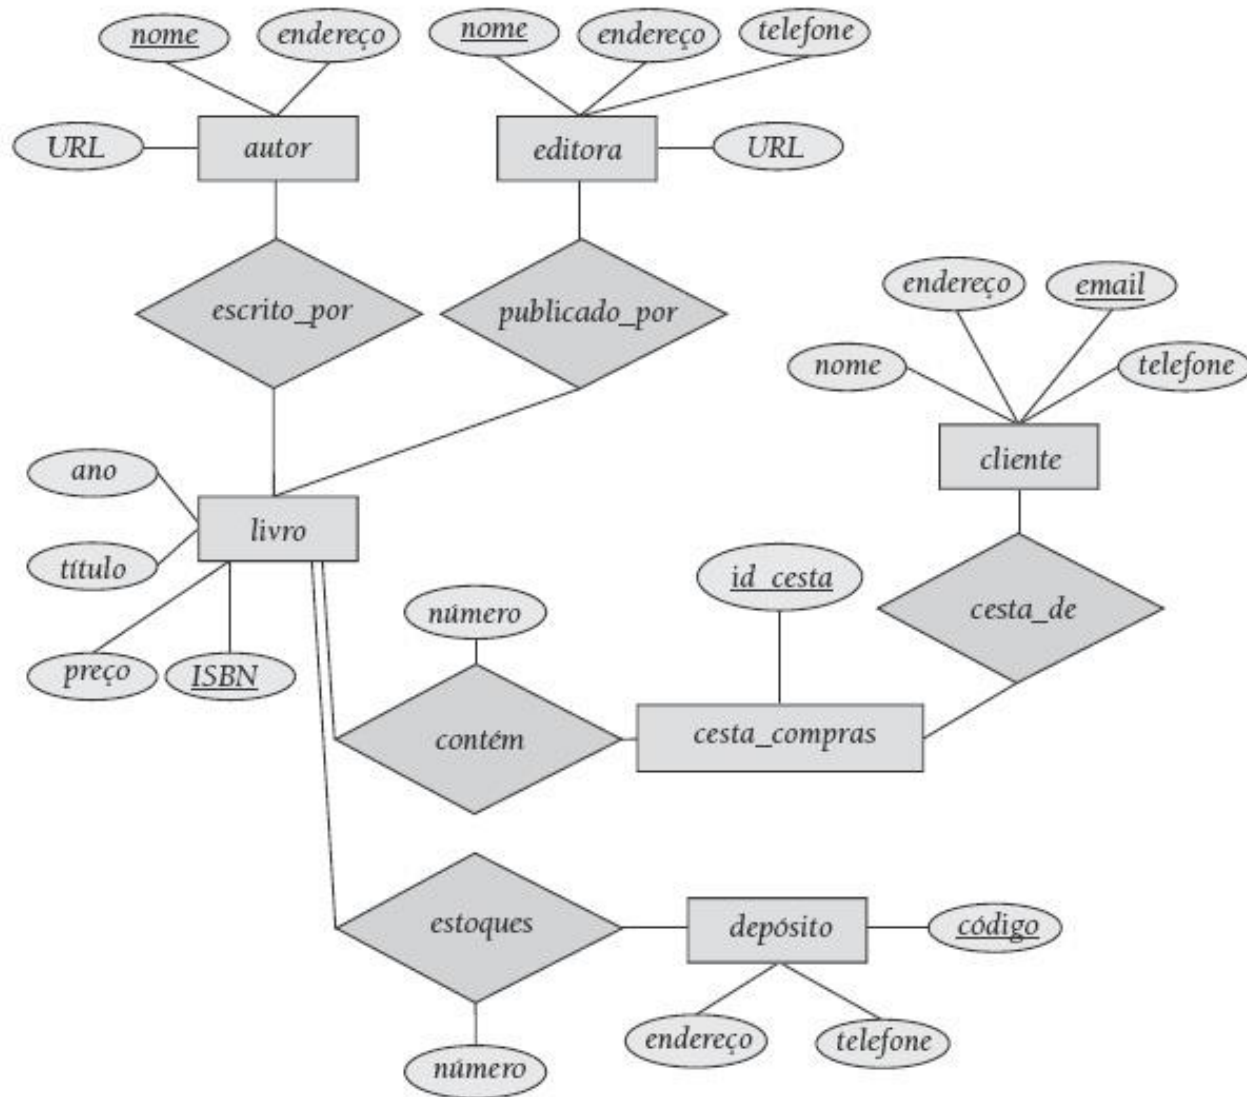 nome
endereço
nome
endereço
telefone
URL
autor
editora
URL
escrito_por
publicado_por
endereço
email
nome
telefone
cliente
ano
livro
título
id_cesta
número
cesta_de
preço
ISBN
contém
cesta_compras
estoques
depósito
código
endereço
telefone
número